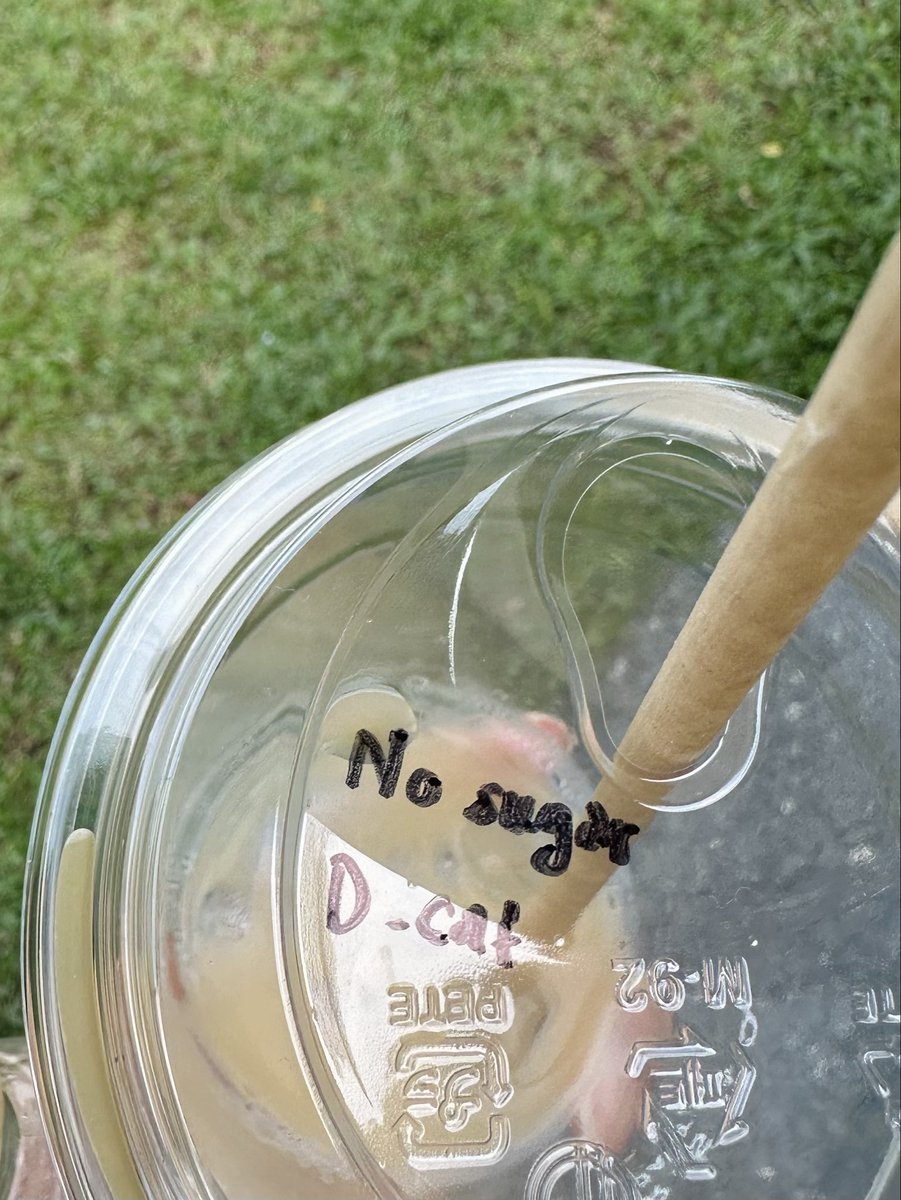 No sugar
D-caf
PETE
M-92